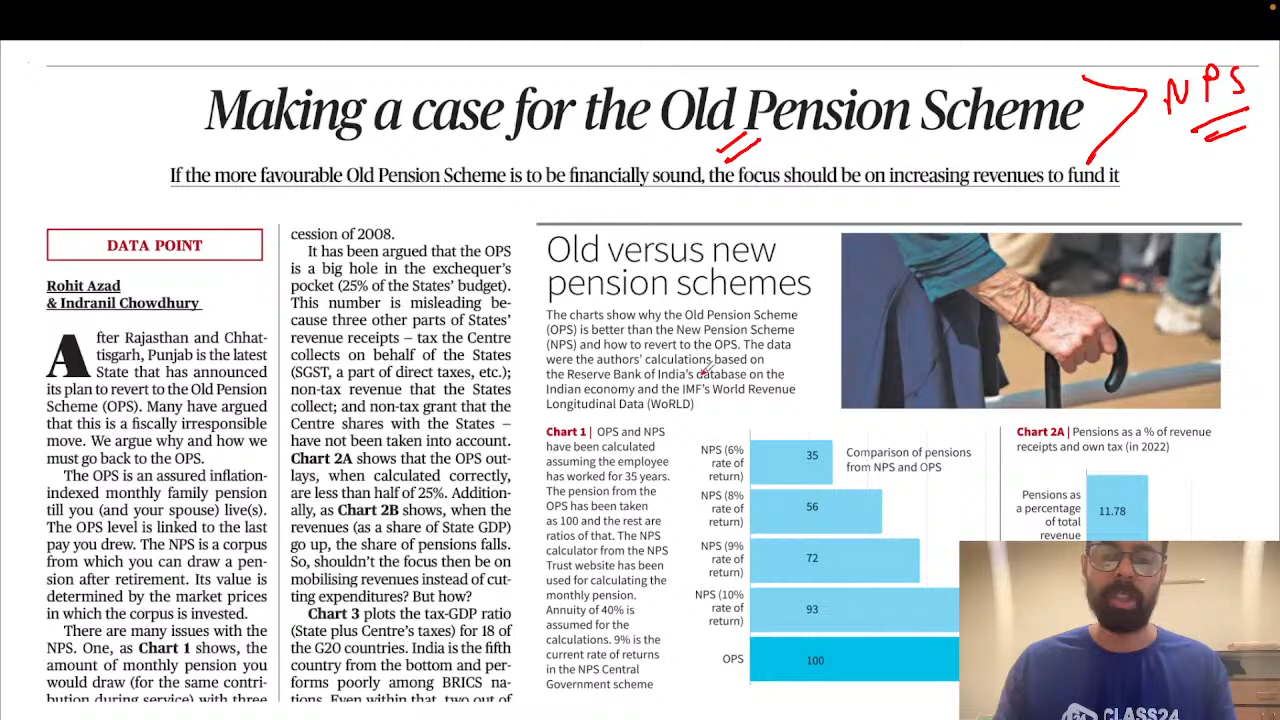 Making a case for the Old Pension Scheme
NPS
If the more favourable Old Pension Scheme is to be financially sound, the focus should be on increasing revenues to fund it
DATA POINT
Rohit Azad
& Indranil Chowdhury
After Rajasthan and Chhat-
tisgarh, Punjab is the latest
State that has announced
its plan to revert to the Old Pension
Scheme (OPS). Many have argued
that this is a fiscally irresponsible
move. We argue why and how we
must go back to the OPS.
The OPS is an assured inflation-
indexed monthly family pension
till you (and your spouse) live(s).
The OPS level is linked to the last
pay you drew. The NPS is a corpus
from which you can draw a pen-
sion after retirement. Its value is
determined by the market prices
in which the corpus is invested.
There are many issues with the
NPS. One, as Chart 1 shows, the
amount of monthly pension you
would draw (for the same contri-
bution during service) with three
cession of 2008.
It has been argued that the OPS
is a big hole in the exchequer's
pocket (25% of the States' budget).
This number is misleading be-
cause three other parts of States'
revenue receipts – tax the Centre
collects on behalf of the States
(SGST, a part of direct taxes, etc.);
non-tax revenue that the States
collect; and non-tax grant that the
Centre shares with the States –
have not been taken into account.
Chart 2A shows that the OPS out-
lays, when calculated correctly,
are less than half of 25%. Addition-
ally, as Chart 2B shows, when the
revenues (as a share of State GDP)
go up, the share of pensions falls.
So, shouldn't the focus then be on
mobilising revenues instead of cut-
ting expenditures? But how?
Chart 3 plots the tax-GDP ratio
(State plus Centre's taxes) for 18 of
the G20 countries. India is the fifth
country from the bottom and per-
forms poorly among BRICS na-
tions. Even within that, two out of
Old versus new
pension schemes
The charts show why the Old Pension Scheme
(OPS) is better than the New Pension Scheme
(NPS) and how to revert to the OPS. The data
were the authors' calculations based on
the Reserve Bank of India's database on the
Indian economy and the IMF's World Revenue
Longitudinal Data (WoRLD)
Chart 1 | OPS and NPS
have been calculated
assuming the employee
has worked for 35 years.
The pension from the
OPS has been taken
as 100 and the rest are
ratios of that. The NPS
calculator from the NPS
Trust website has been
used for calculating the
monthly pension.
Annuity of 40% is
assumed for the
calculations. 9% is the
current rate of returns
in the NPS Central
Government scheme
Comparison of pensions
from NPS and OPS
NPS (6%
rate of
return)
35
NPS (8%
rate of
return)
56
NPS (9%
rate of
return)
72
NPS (10%
rate of
return)
93
OPS
100
Chart 2A | Pensions as a % of revenue
receipts and own tax (in 2022)
Pensions as
a percentage
of total
revenue
11.78
CLASS24